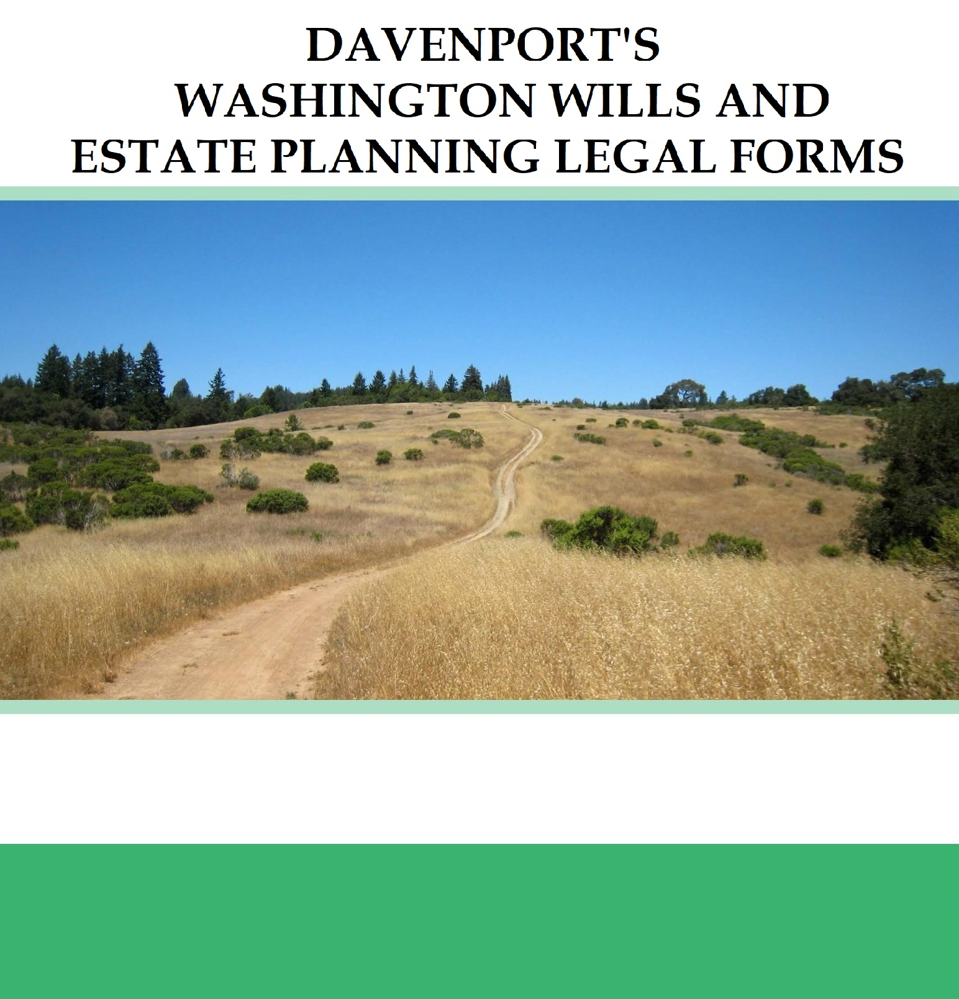 DAVENPORT'S
WASHINGTON WILLS AND
ESTATE PLANNING LEGAL FORMS